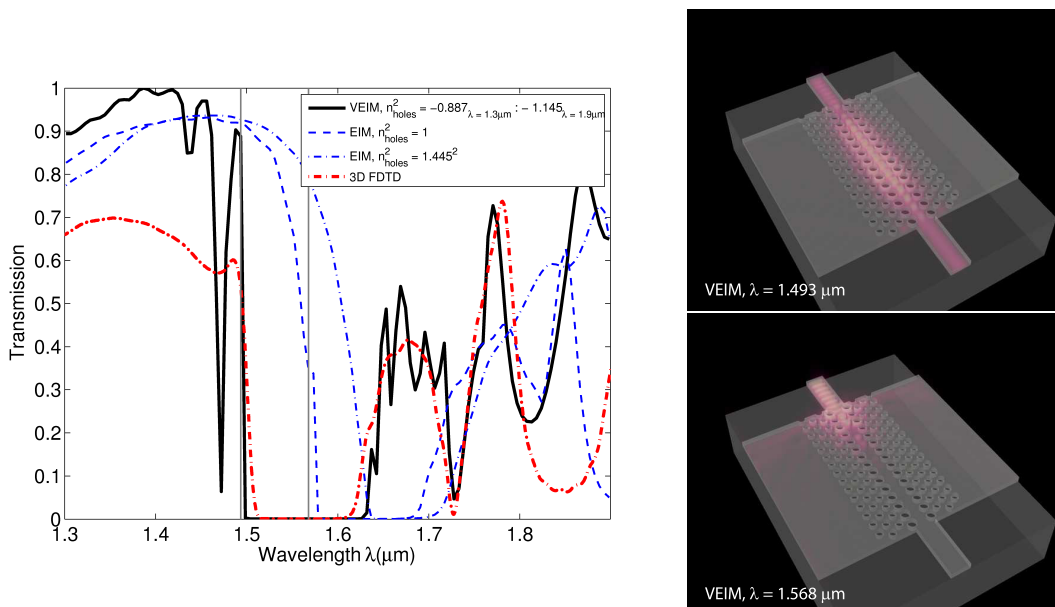 1
0.9
0.8
0.7
0.6
0.5
0.4
0.3
0.2
0.1
0
Transmission
1.3 1.4 1.5 1.6 1.7 1.8
Wavelength λ(μm)
VEIM, n²holes = −0.887λ = 1.3μm : − 1.145λ = 1.9μm
EIM, n²holes = 1
EIM, n²holes = 1.445²
3D FDTD
VEIM, λ = 1.493 μm
VEIM, λ = 1.568 μm